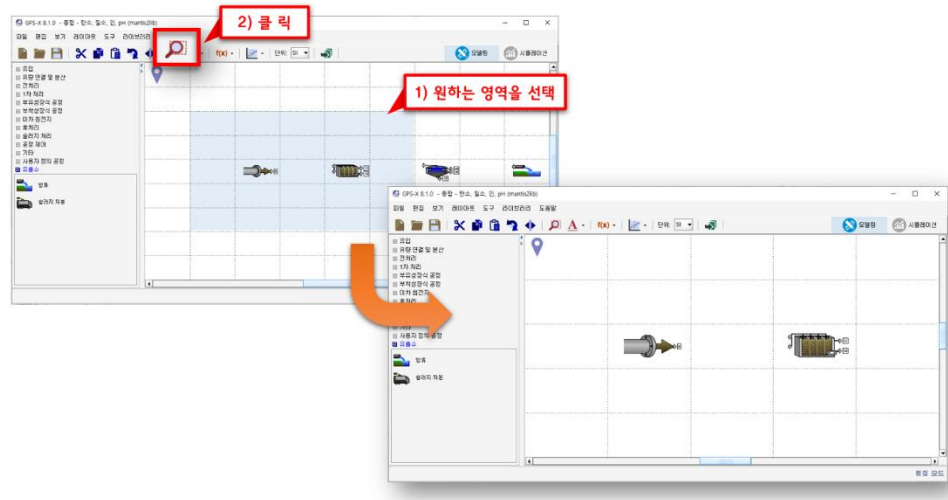 GPS-X 8.1.0 - 종합 - 탄소, 질소, 인, pH (mantis2lib)
2) 클 릭
파일 편집 보기 레이아웃 도구 라이브러리
f(x)
단위: SI
모델링
시뮬레이션
1) 원하는 영역을 선택
유입
유량 연결 및 분산
전처리
1차 처리
부유성장식 공정
부착성장식 공정
이차 침전지
후처리
슬러지 처리
공정 제어
기타
사용자 정의 공정
유출수
방류
슬러지 처분
GPS-X 8.1.0 - 종합 - 탄소, 질소, 인, pH (mantis2lib)
파일 편집 보기 레이아웃 도구 라이브러리 도움말
A
f(x)
단위: SI
모델링
시뮬레이션
유입
유량 연결 및 분산
전처리
1차 처리
부유성장식 공정
부착성장식 공정
이차 침전지
후처리
기타
사용자 정의 공정
유출수
방류
슬러지 처분
편집 모드